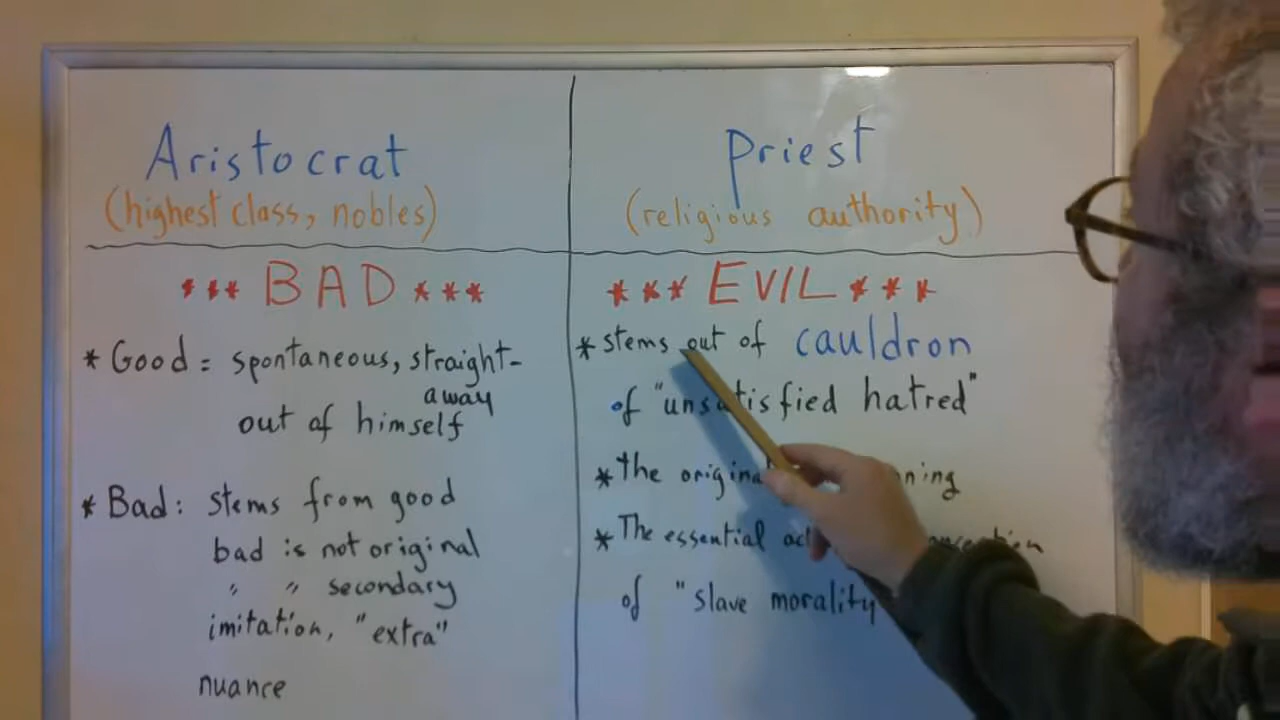 Aristocrat
(highest class, nobles)
*** BAD ***
* Good = spontaneous, straight-
away
out of himself
* Bad: stems from good
bad is not original
" " secondary
imitation, "extra"
nuance
Priest
(religious authority)
*** EVIL ***
* stems out of cauldron
of "unsatisfied hatred"
* the original
* The essential
of "slave morality